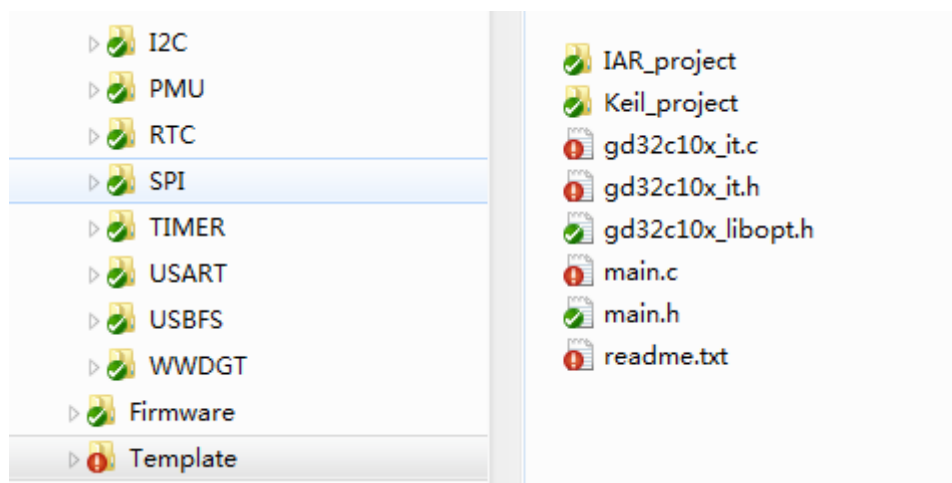 I2C
PMU
RTC
SPI
TIMER
USART
USBFS
WWDGT
Firmware
Template
IAR_project
Keil_project
gd32c10x_it.c
gd32c10x_it.h
gd32c10x_libopt.h
main.c
main.h
readme.txt